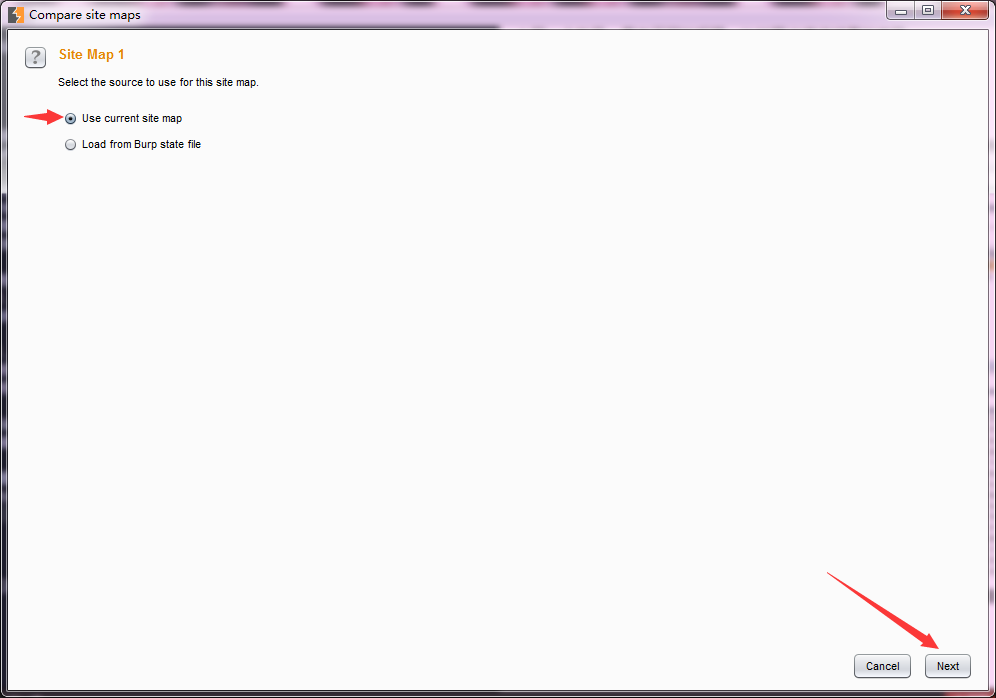 Compare site maps
?
Site Map 1
Select the source to use for this site map.
Use current site map
Load from Burp state file
Cancel
Next